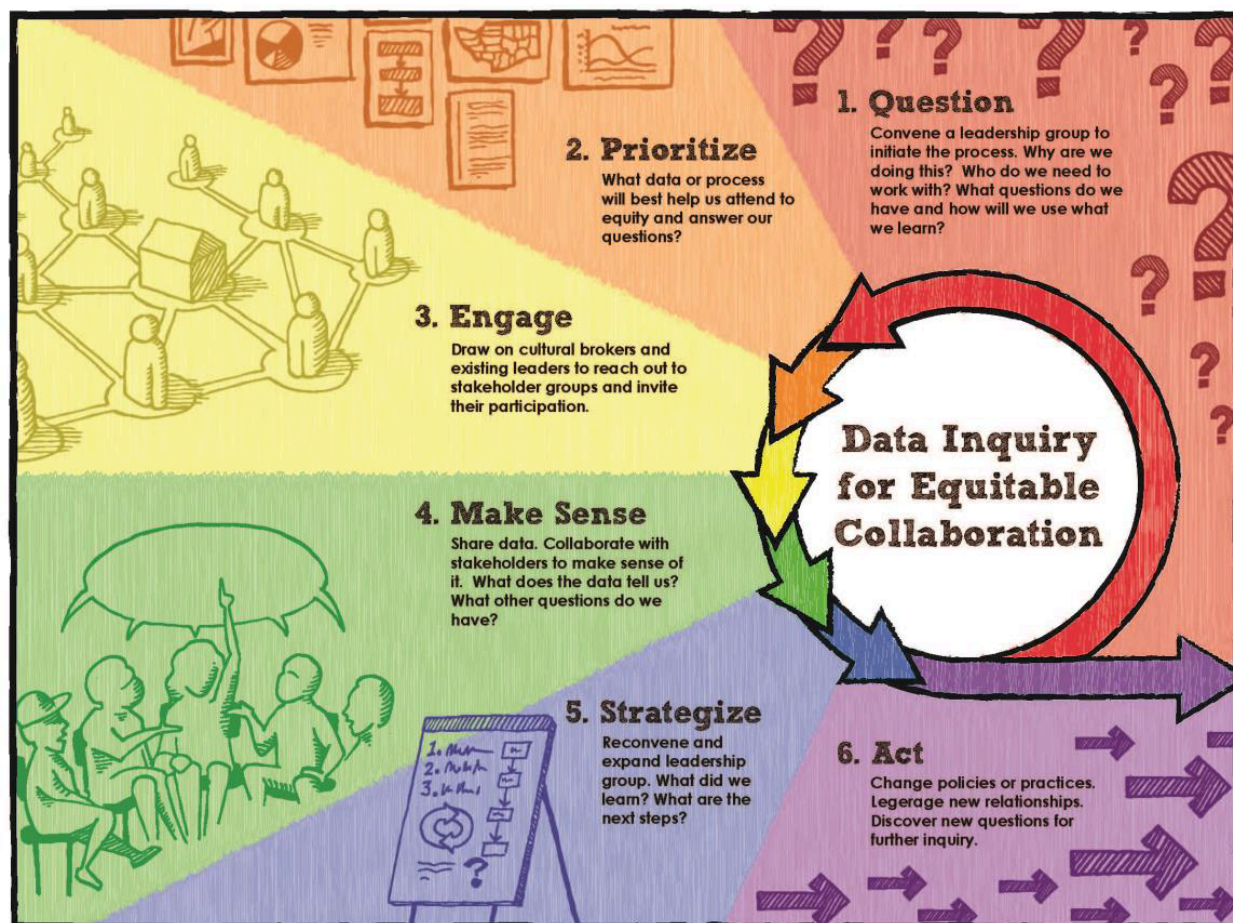 1. Question
Convene a leadership group to
initiate the process. Why are we
doing this? Who do we need to
work with? What questions do we
have and how will we use what
we learn?
2. Prioritize
What data or process
will best help us attend to
equity and answer our
questions?
3. Engage
Draw on cultural brokers and
existing leaders to reach out to
stakeholder groups and invite
their participation.
Data Inquiry
for Equitable
Collaboration
4. Make Sense
Share data. Collaborate with
stakeholders to make sense of
it. What does the data tell us?
What other questions do we
have?
5. Strategize
Reconvene and
expand leadership
group. What did we
learn? What are the
next steps?
1.
2.
3.
?
6. Act
Change policies or practices.
Legerage new relationships.
Discover new questions for
further inquiry.